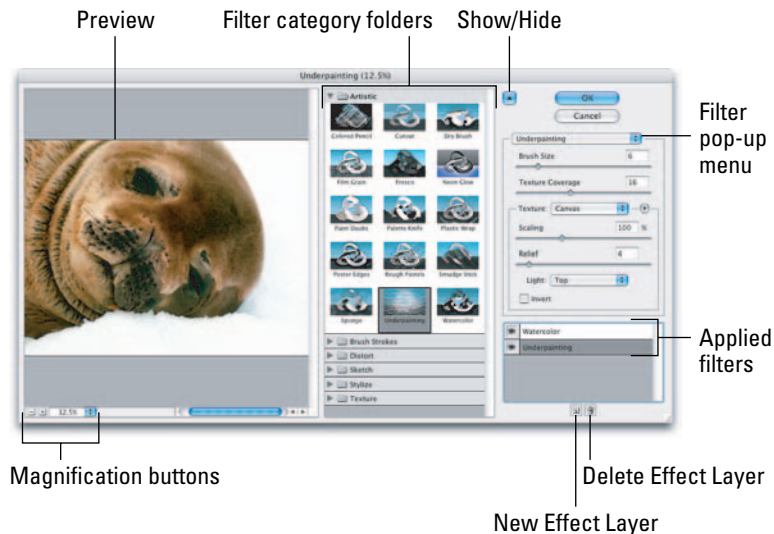 Preview
Filter category folders
Show/Hide
Underpainting (12.5%)
Artistic
Colored Pencil
Cutout
Dry Brush
Film Grain
Fresco
Neon Glow
Paint Daubs
Palette Knife
Plastic Wrap
Poster Edges
Rough Pastels
Smudge Stick
Sponge
Underpainting
Watercolor
Brush Strokes
Distort
Sketch
Stylize
Texture
12.5%
OK
Cancel
Underpainting
Brush Size 6
Texture Coverage 16
Texture: Canvas
Scaling 100 %
Relief 4
Light: Top
Invert
Watercolor
Underpainting
Filter
pop-up
menu
Applied
filters
Magnification buttons
Delete Effect Layer
New Effect Layer